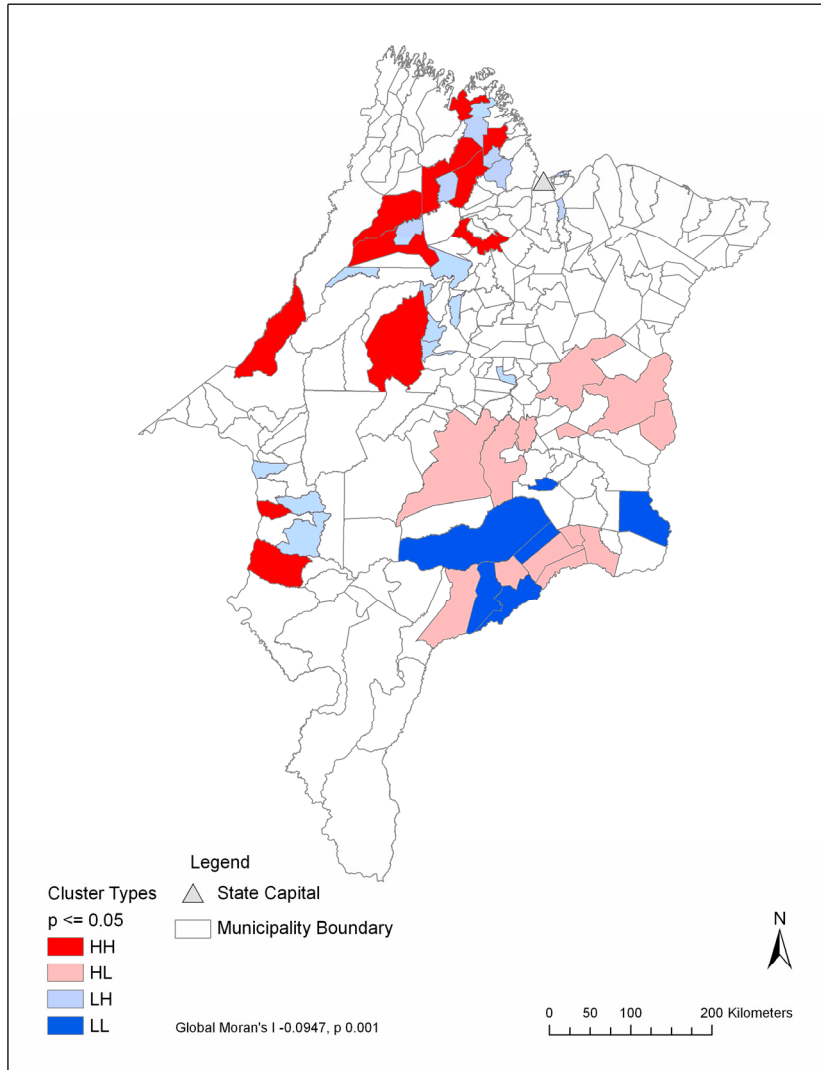 Legend
Cluster Types
State Capital
p <= 0.05
Municipality Boundary
HH
HL
LH
LL
Global Moran's I -0.0947, p 0.001
N
0 50 100 200 Kilometers